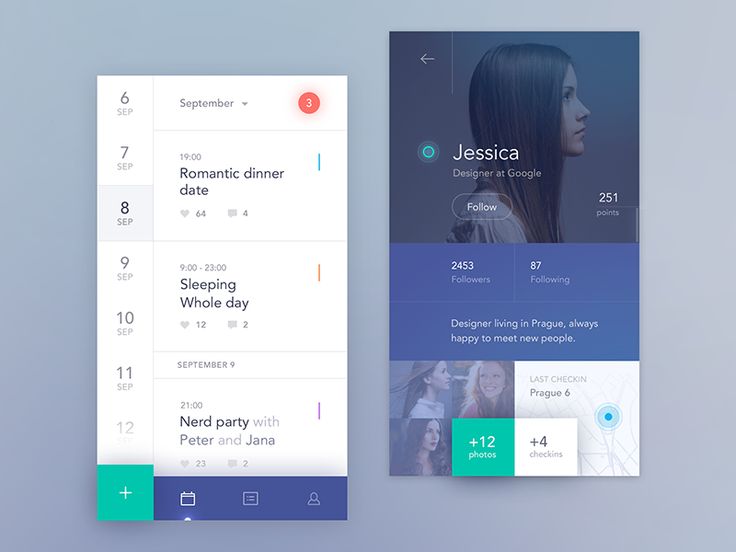 6
SEP
7
SEP
8
SEP
9
SEP
10
SEP
11
SEP
12
SEP
September
3
19:00
Romantic dinner
date
64 4
9:00 - 23:00
Sleeping
Whole day
12 2
SEPTEMBER 9
21:00
Nerd party with
Peter and Jana
23 2
+
Jessica
Designer at Google
Follow
251
points
2453
Followers
87
Following
Designer living in Prague, always
happy to meet new people.
LAST CHECKIN
Prague 6
+12
photos
+4
checkins